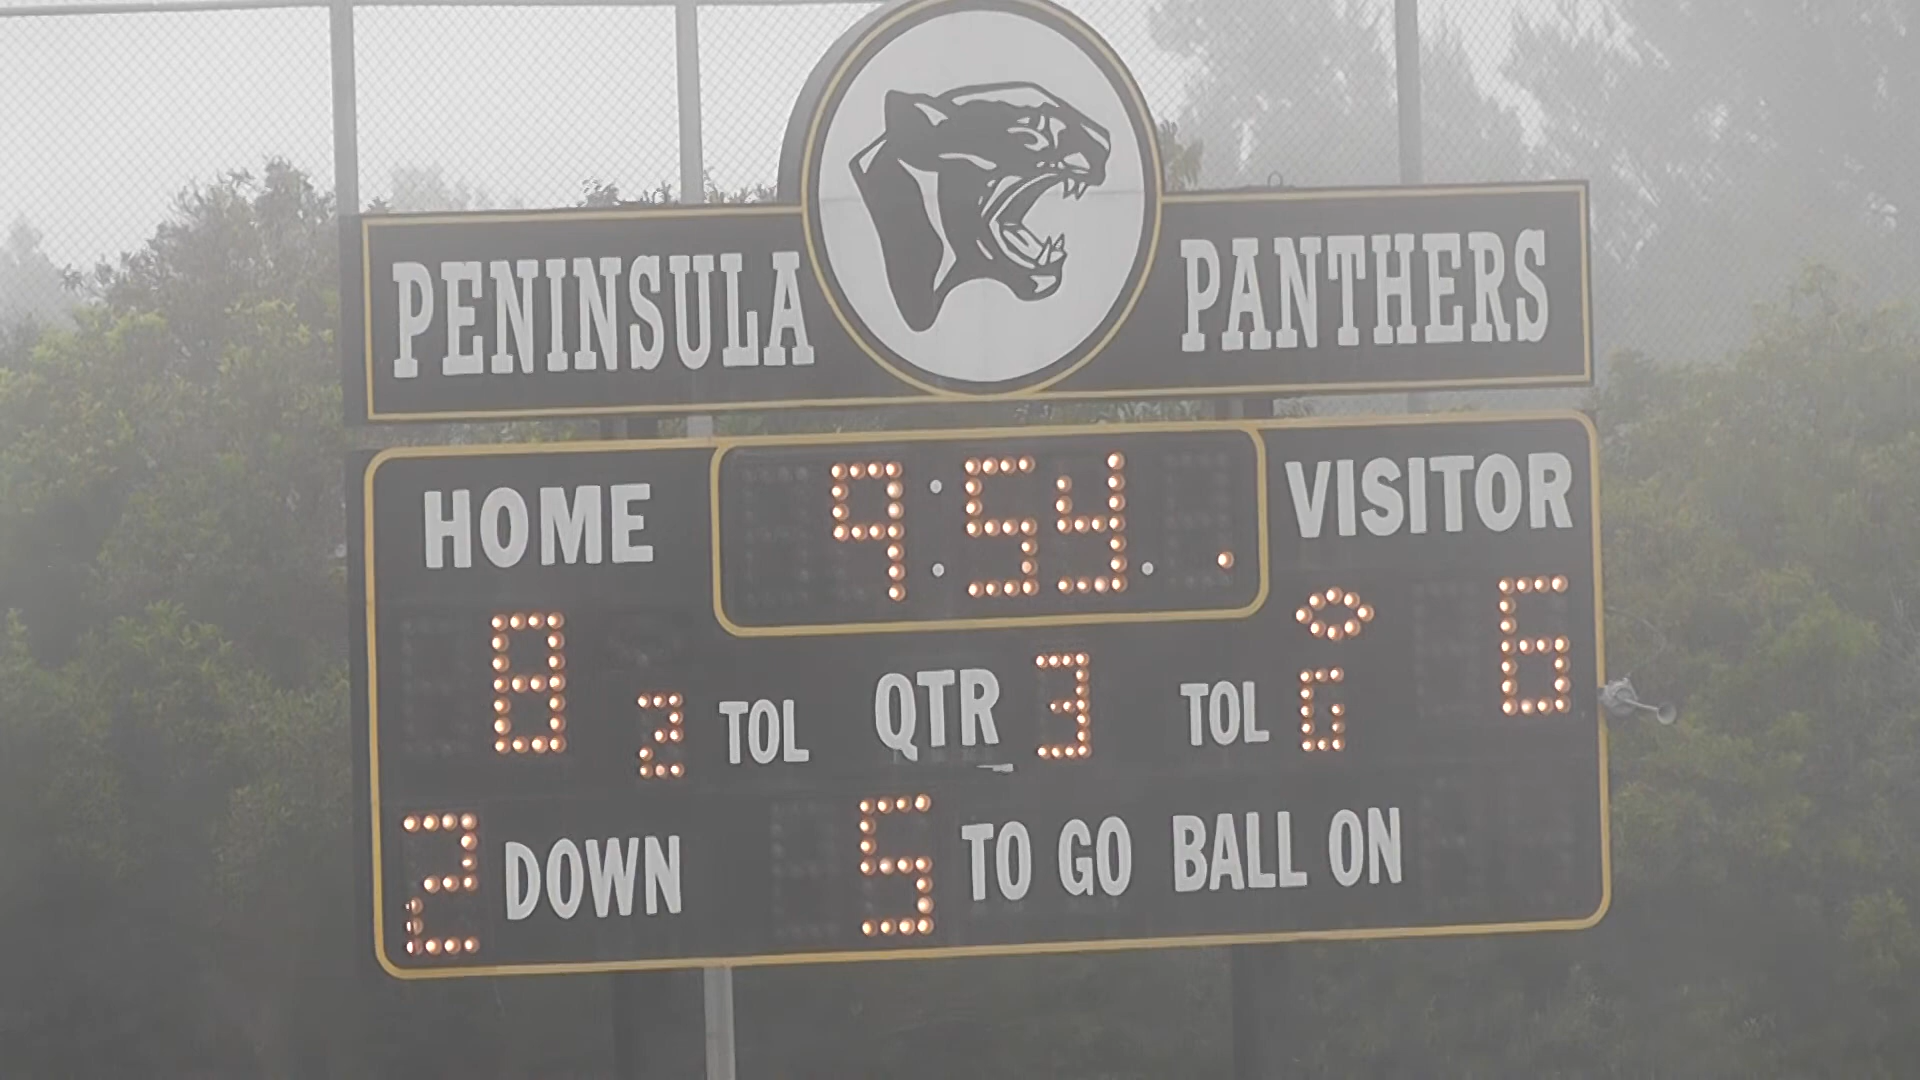 PENINSULA PANTHERS
HOME 9:54 VISITOR
8 2 TOL QTR 3 TOL 6 6
2 DOWN 5 TO GO BALL ON